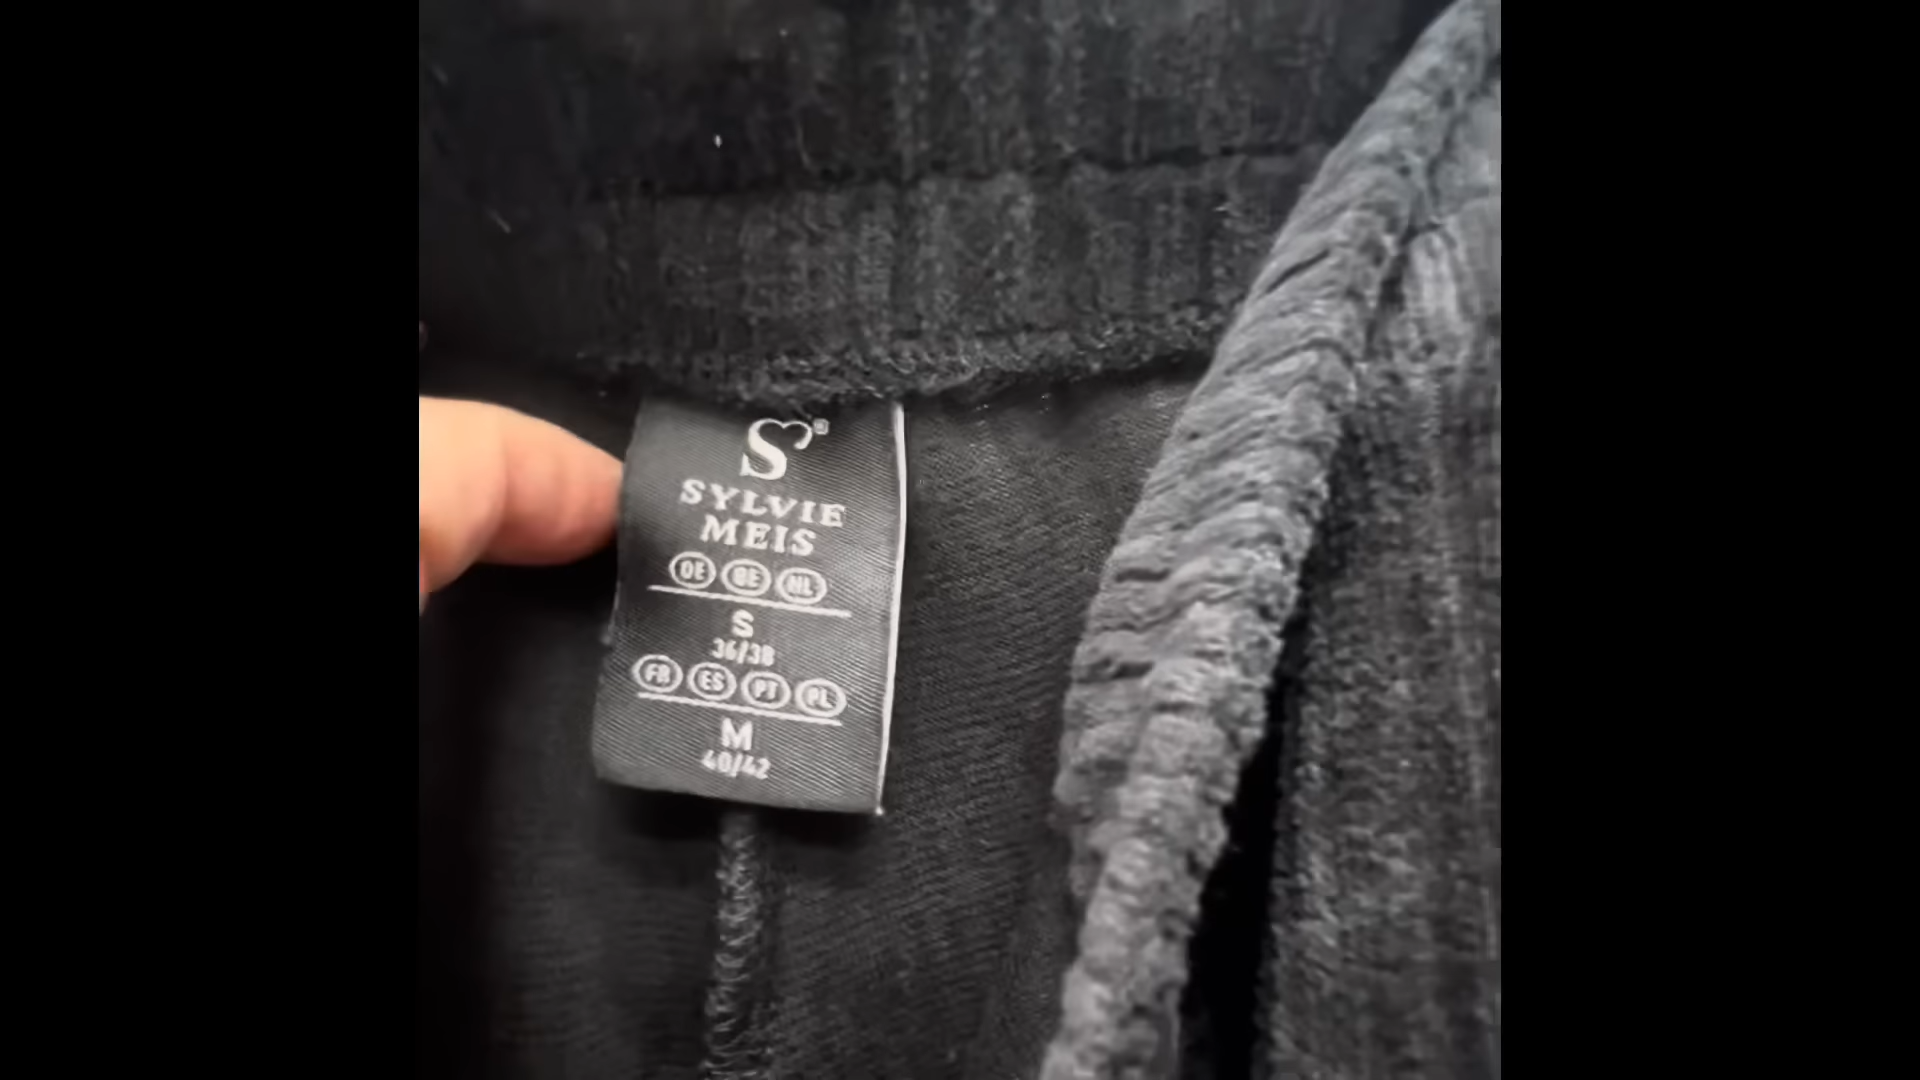 S®
SYLVIE
MEIS
DE BE NL
S
36/38
FR ES PT PL
M
40/42